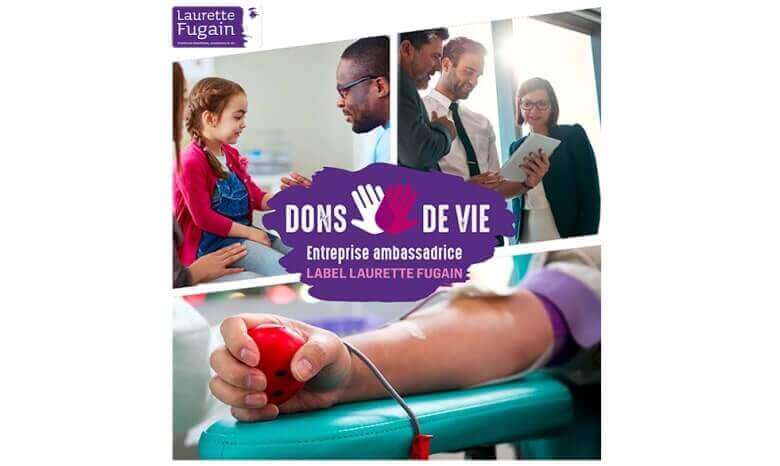 Laurette
Fugain
DONS DE VIE
Entreprise ambassadrice
LABEL LAURETTE FUGAIN